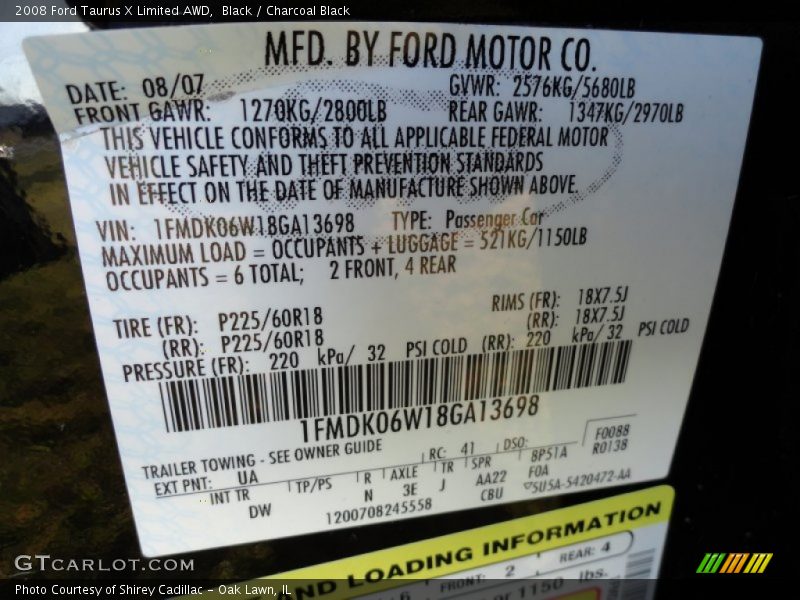 2008 Ford Taurus X Limited AWD, Black / Charcoal Black
MFD. BY FORD MOTOR CO.
DATE: 08/07 GVWR: 2576KG/5680LB
FRONT GAWR: 1270KG/2800LB REAR GAWR: 1347KG/2970LB
THIS VEHICLE CONFORMS TO ALL APPLICABLE FEDERAL MOTOR
VEHICLE SAFETY AND THEFT PREVENTION STANDARDS
IN EFFECT ON THE DATE OF MANUFACTURE SHOWN ABOVE.
VIN: 1FMDK06W18GA13698 TYPE: Passenger Car
MAXIMUM LOAD = OCCUPANTS + LUGGAGE = 521KG/1150LB
OCCUPANTS = 6 TOTAL; 2 FRONT, 4 REAR
TIRE (FR): P225/60R18 RIMS (FR): 18X7.5J
(RR): P225/60R18 (RR): 18X7.5J
PRESSURE (FR): 220 kPa/ 32 PSI COLD (RR): 220 kPa/ 32 PSI COLD
1FMDK06W18GA13698
TRAILER TOWING - SEE OWNER GUIDE
F0088
R0138
EXT PNT: UA RC: 41 DSO:
INT TR TP/PS R AXLE TR SPR 8P51A
DW N 3E J AA22 F0A
CBU 5U5A-5420472-AA
1200708245558
ND LOADING INFORMATION
6 FRONT: 2 REAR: 4
or 1150 lbs.
GTCARLOT.COM
Photo Courtesy of Shirey Cadillac - Oak Lawn, IL